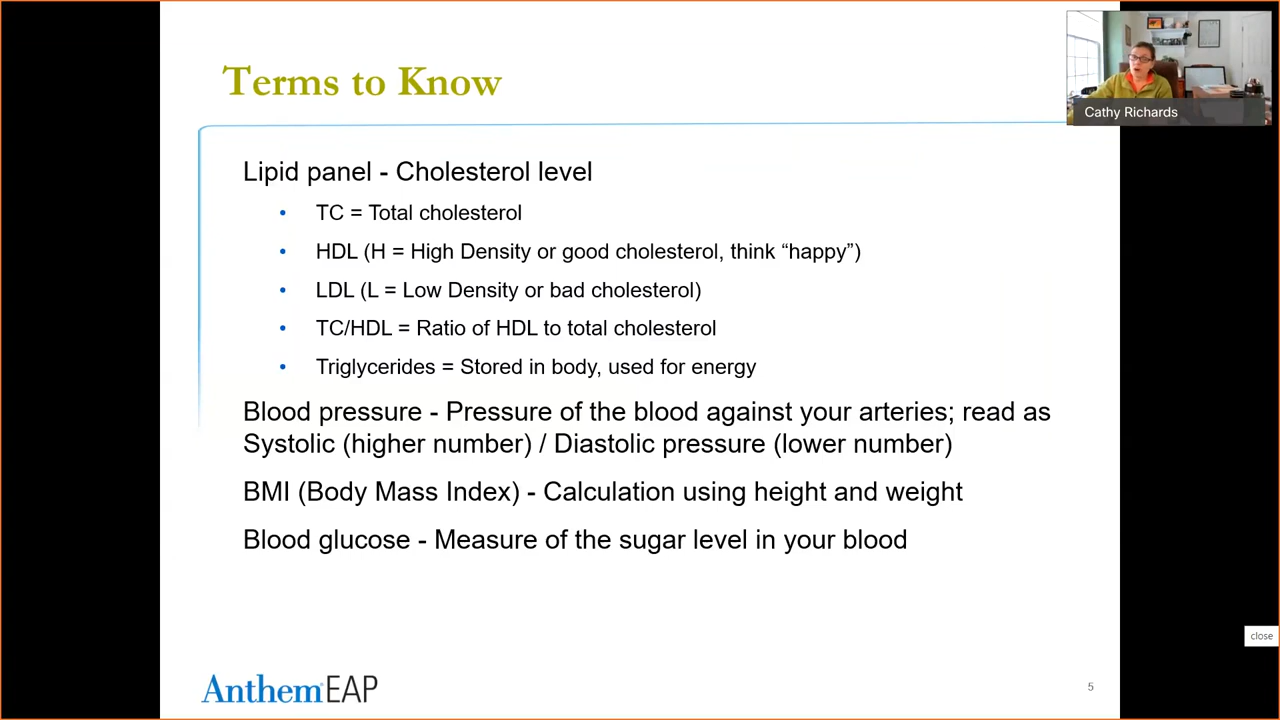 Terms to Know
Cathy Richards
Lipid panel - Cholesterol level
• TC = Total cholesterol
• HDL (H = High Density or good cholesterol, think “happy”)
• LDL (L = Low Density or bad cholesterol)
• TC/HDL = Ratio of HDL to total cholesterol
• Triglycerides = Stored in body, used for energy
Blood pressure - Pressure of the blood against your arteries; read as
Systolic (higher number) / Diastolic pressure (lower number)
BMI (Body Mass Index) - Calculation using height and weight
Blood glucose - Measure of the sugar level in your blood
close
Anthem EAP
5